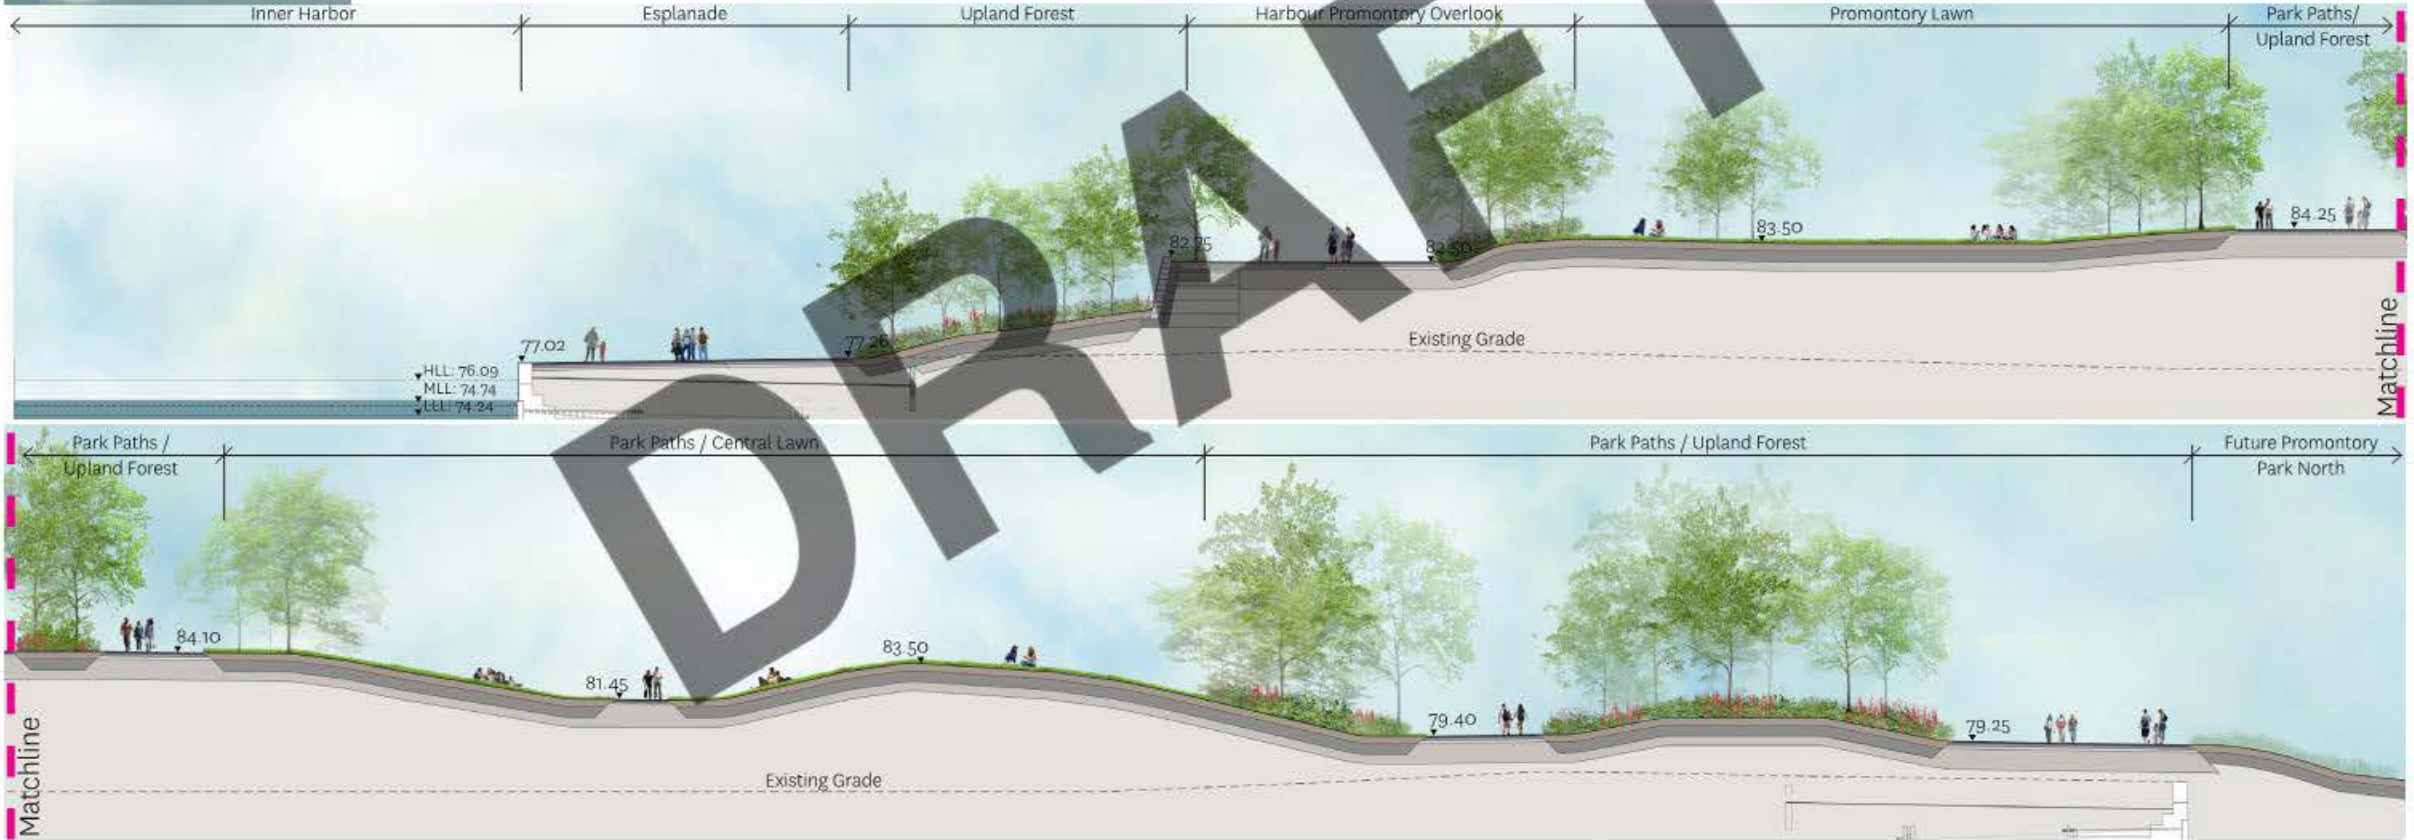 Inner Harbor
Esplanade
Upland Forest
Harbour Promontory Overlook
Promontory Lawn
Park Paths/
Upland Forest
77.02
77.26
82.75
82.50
83.50
84.25
HLL: 76.09
MLL: 74.74
LLL: 74.24
Existing Grade
Matchline
DRAFT
Park Paths /
Upland Forest
Park Paths / Central Lawn
Park Paths / Upland Forest
Future Promontory
Park North
84.10
81.45
83.50
79.40
79.25
Existing Grade
Matchline